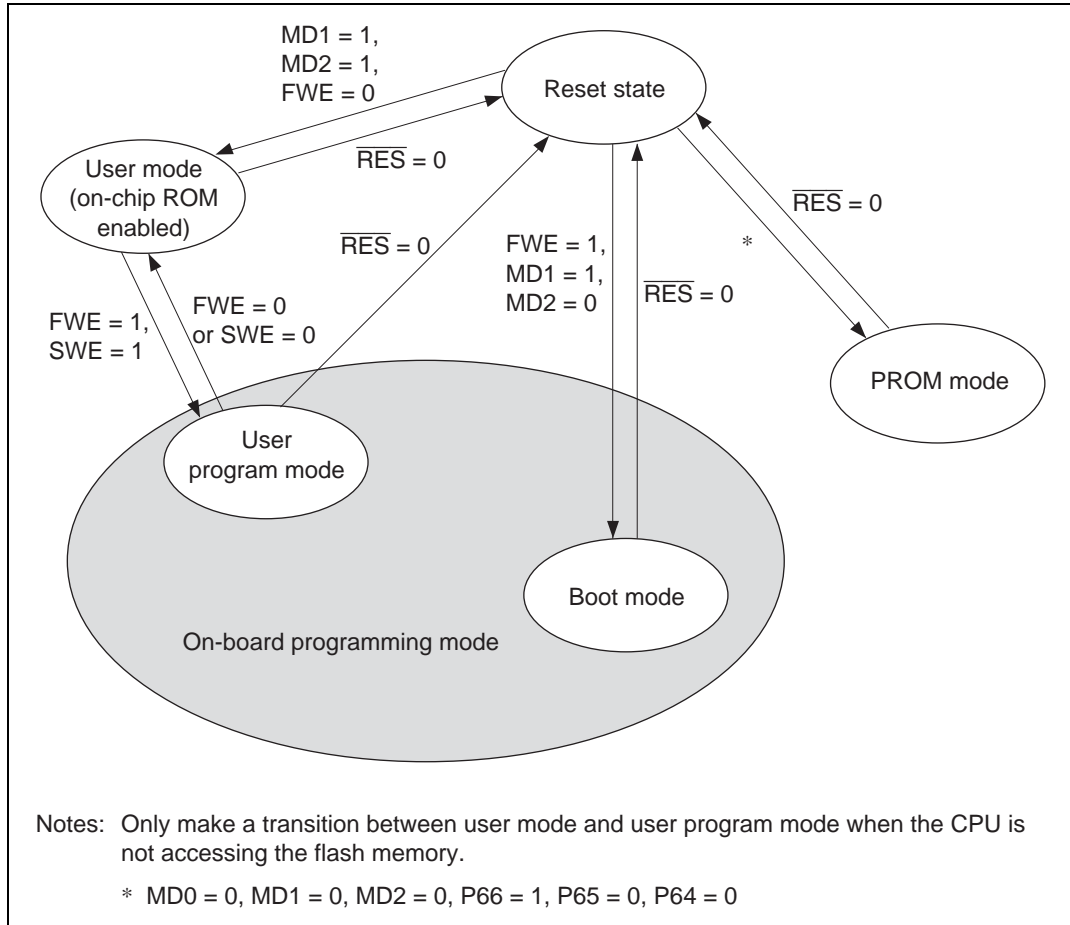 MD1 = 1,
MD2 = 1,
FWE = 0
Reset state
R̅E̅S̅ = 0
User mode
(on-chip ROM
enabled)
R̅E̅S̅ = 0
R̅E̅S̅ = 0
FWE = 1,
MD1 = 1,
MD2 = 0
R̅E̅S̅ = 0
*
FWE = 1,
SWE = 1
FWE = 0
or SWE = 0
PROM mode
User
program mode
Boot mode
On-board programming mode
Notes: Only make a transition between user mode and user program mode when the CPU is
not accessing the flash memory.
* MD0 = 0, MD1 = 0, MD2 = 0, P66 = 1, P65 = 0, P64 = 0